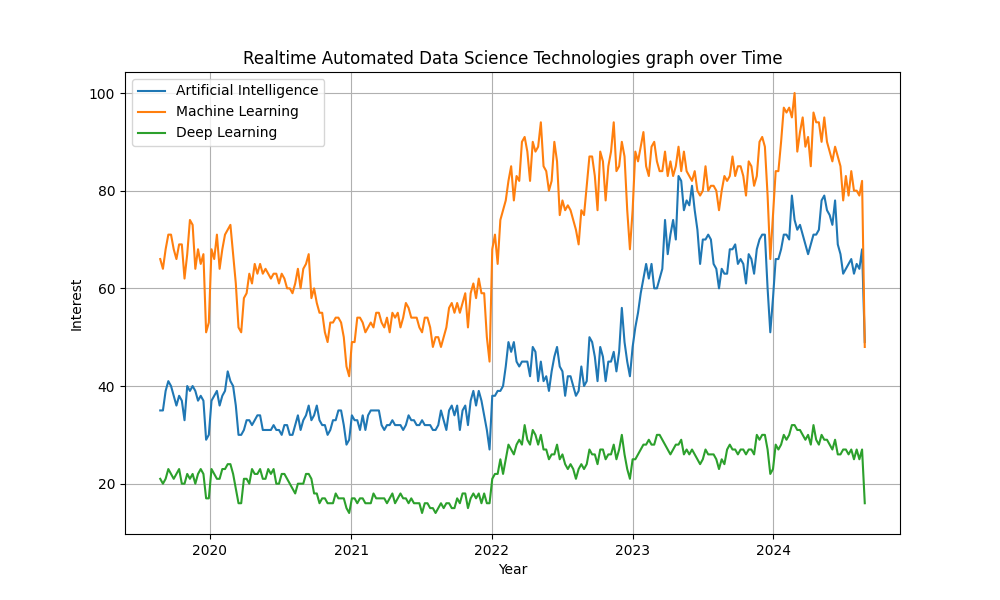 Realtime Automated Data Science Technologies graph over Time
Artificial Intelligence
Machine Learning
Deep Learning
100
80
60
40
20
Interest
2020 2021 2022 2023 2024
Year